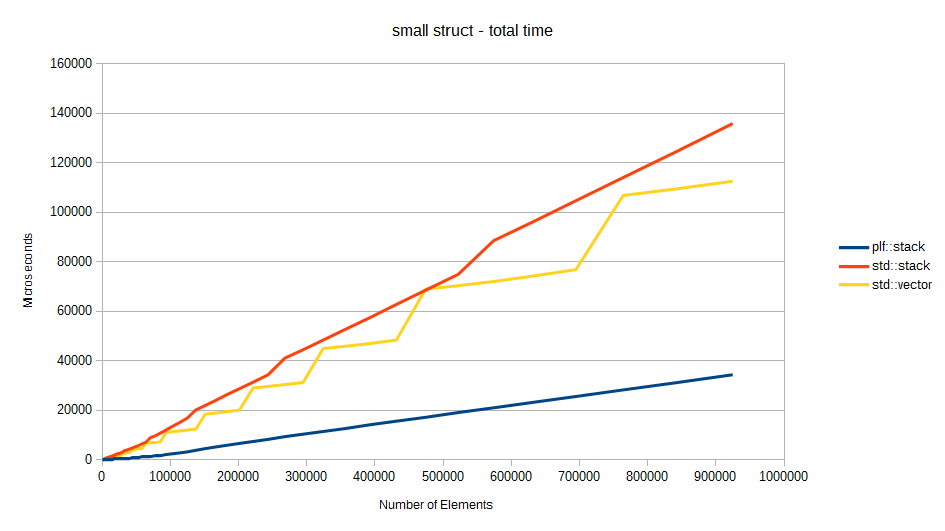 small struct - total time
160000
140000
120000
100000
80000
60000
40000
20000
0
Microseconds
0 100000 200000 300000 400000 500000 600000 700000 800000 900000 1000000
Number of Elements
plf::stack
std::stack
std::vector